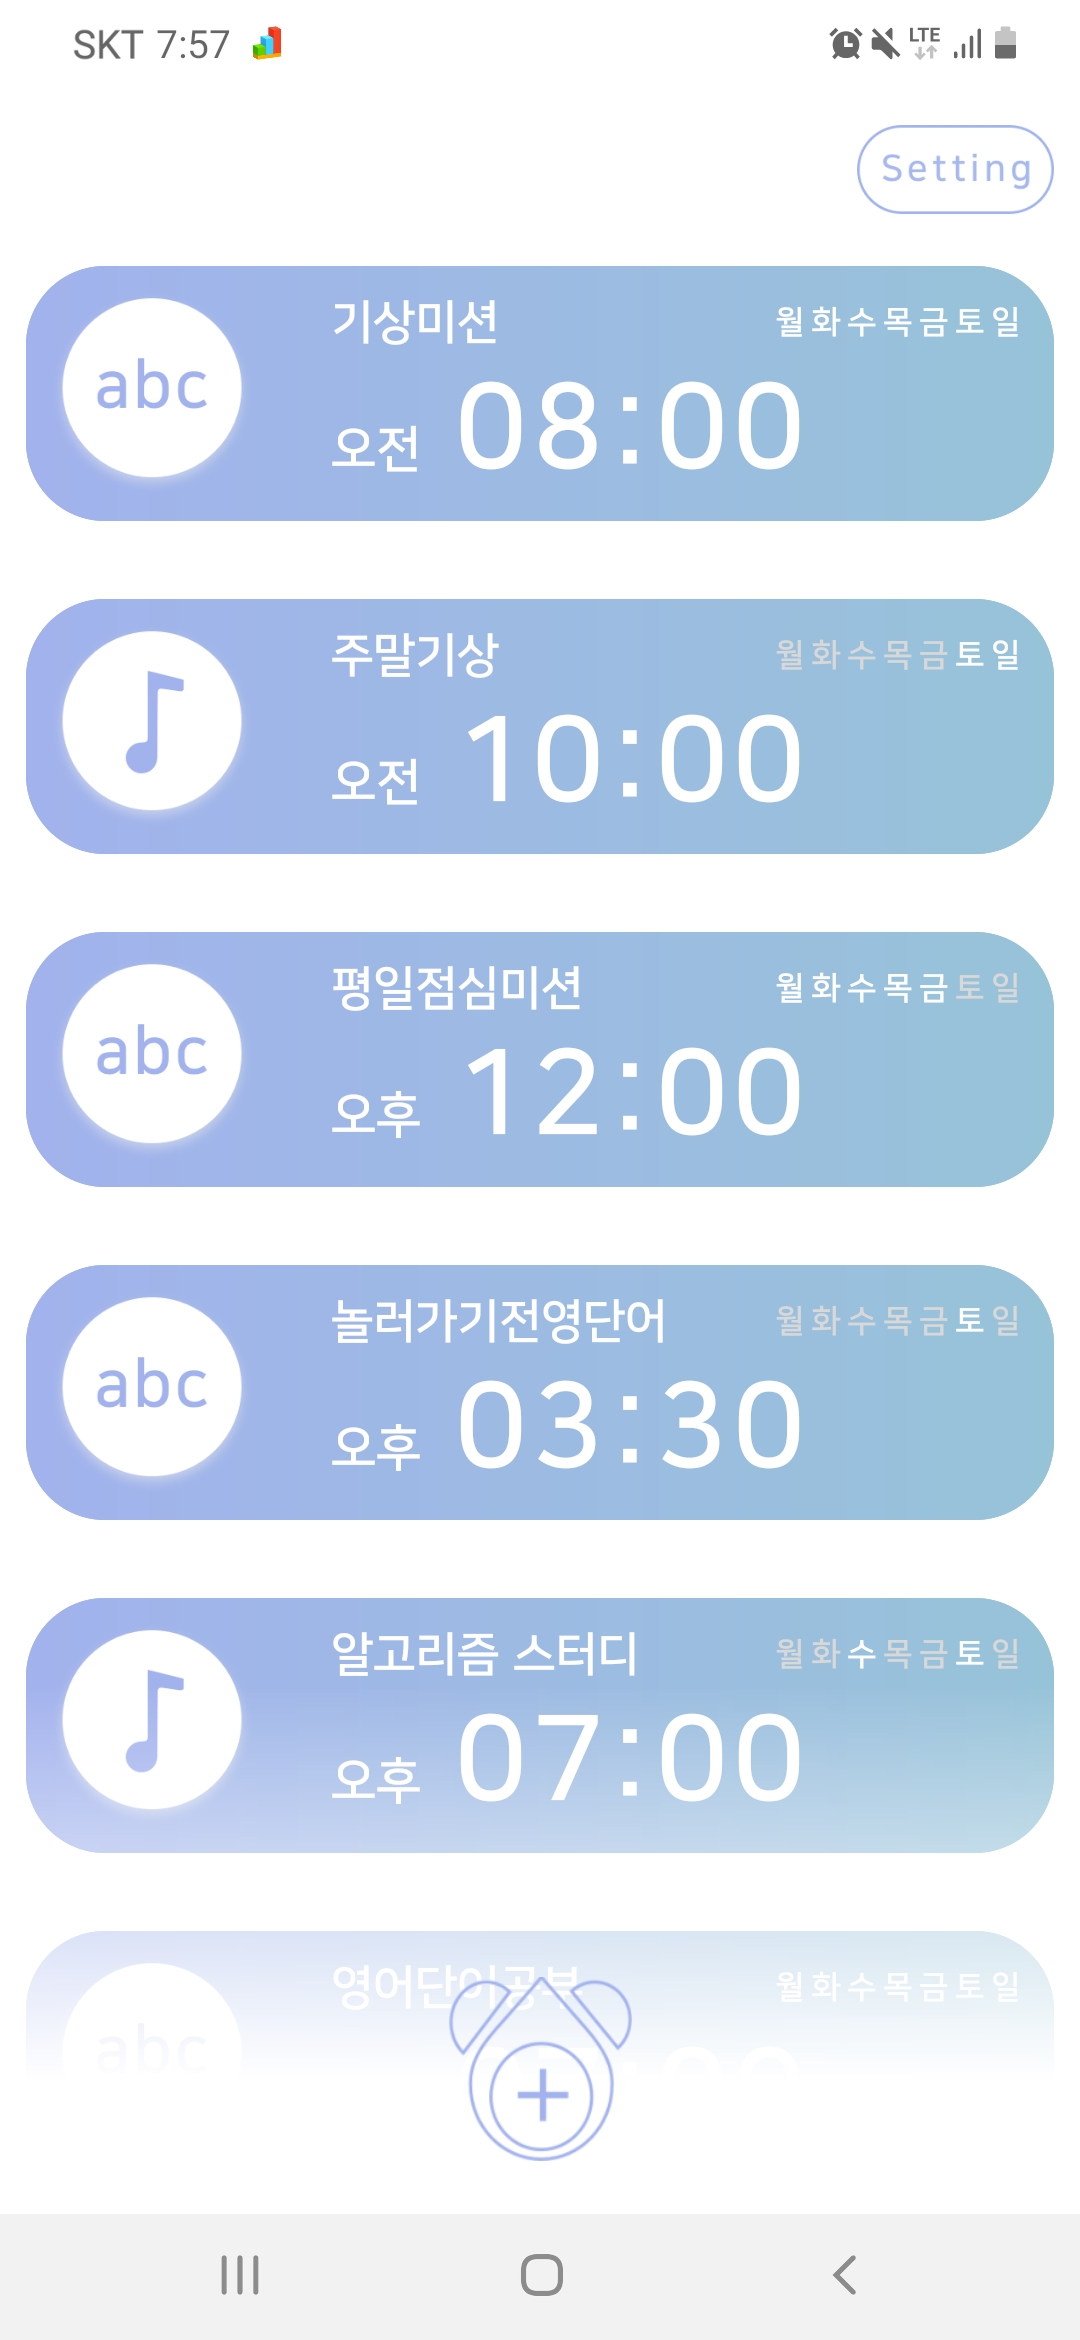 SKT 7:57
LTE
Setting
abc
기상미션
월화수목금토일
오전 08:00
주말기상
월화수목금토일
오전 10:00
abc
평일점심미션
월화수목금토일
오후 12:00
abc
놀러가기전영단어
월화수목금토일
오후 03:30
알고리즘 스터디
월화수목금토일
오후 07:00
abc
영어단어공부
월화수목금토일